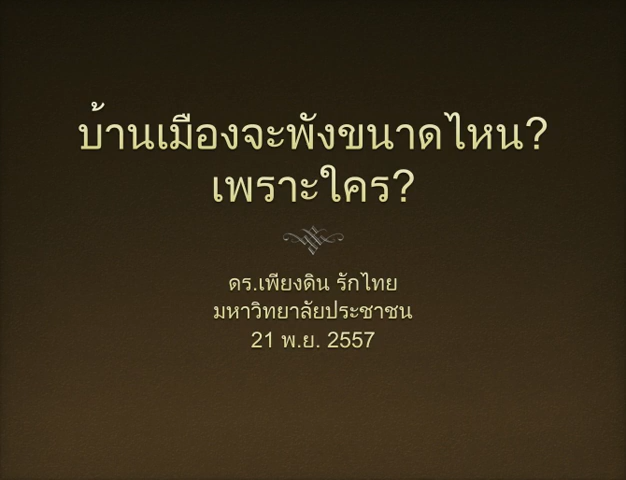 บ้านเมืองจะพังขนาดไหน?
เพราะใคร?
ดร.เพียงดิน รักไทย
มหาวิทยาลัยประชาชน
21 พ.ย. 2557